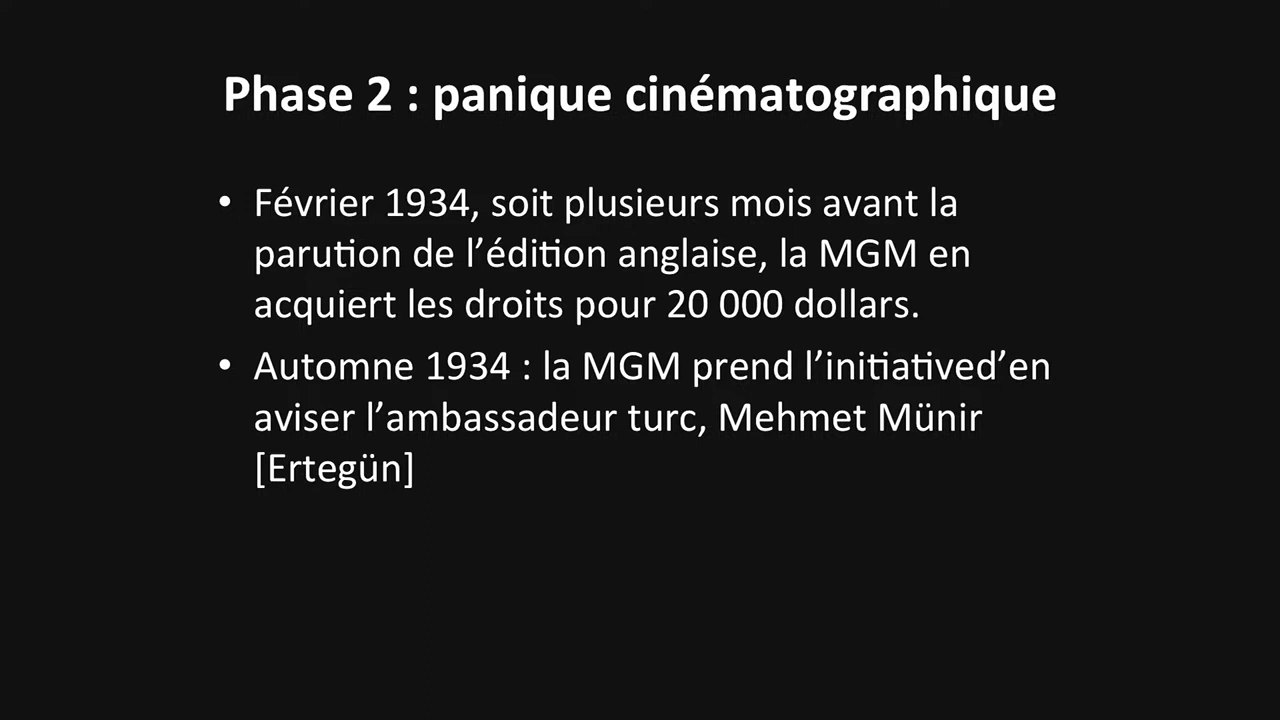 Phase 2 : panique cinématographique
• Février 1934, soit plusieurs mois avant la
parution de l’édition anglaise, la MGM en
acquiert les droits pour 20 000 dollars.
• Automne 1934 : la MGM prend l’initiatived’en
aviser l’ambassadeur turc, Mehmet Münir
[Ertegün]